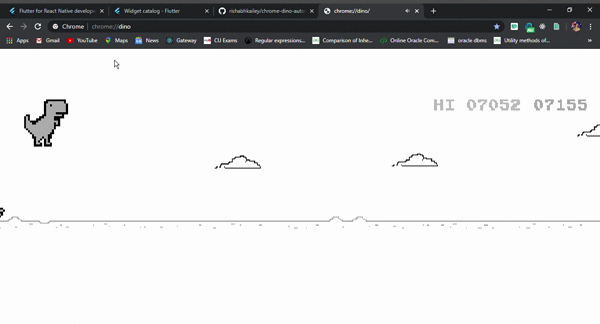 Flutter for React Native develope
Widget catalog - Flutter
rishabhkailey/chrome-dino-auto
chrome://dino/
Chrome | chrome://dino
Apps Gmail YouTube Maps News Gateway CU Exams Regular expressions... Comparison of Inhe... Online Oracle Com... oracle dbms Utility methods of...
HI 07052 07155